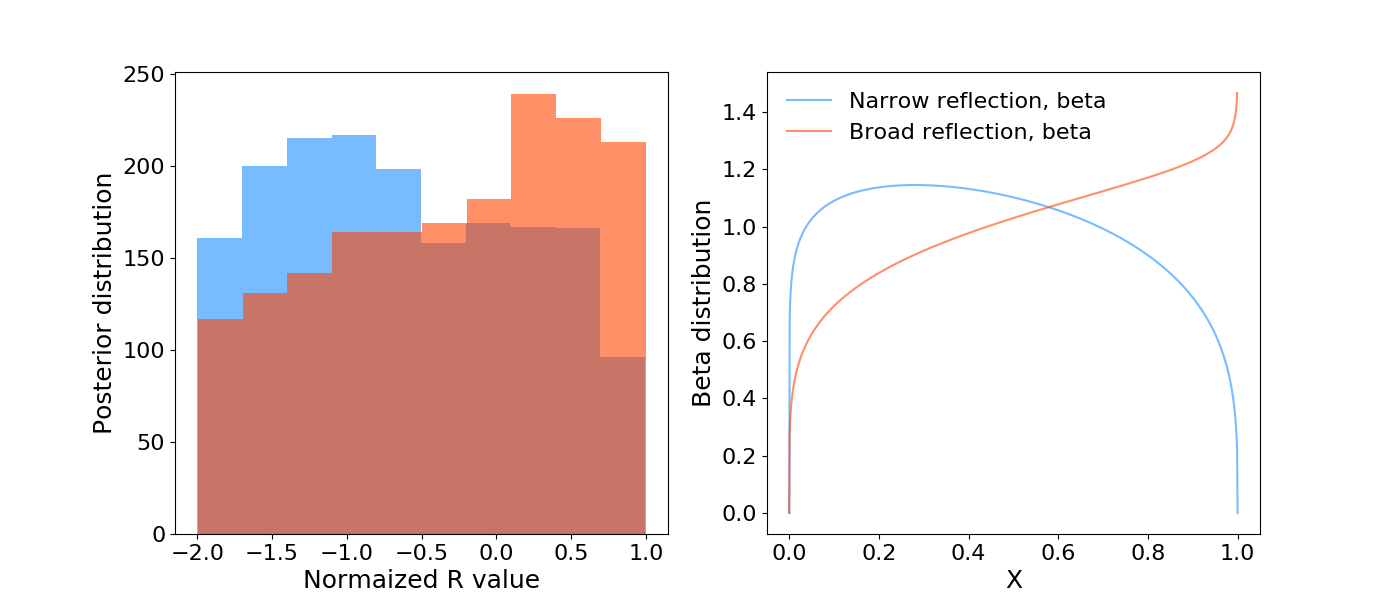 250
200
150
100
50
0
−2.0 −1.5 −1.0 −0.5 0.0 0.5 1.0
Normaized R value
Posterior distribution
Narrow reflection, beta
Broad reflection, beta
1.4
1.2
1.0
0.8
0.6
0.4
0.2
0.0
0.0 0.2 0.4 0.6 0.8 1.0
X
Beta distribution